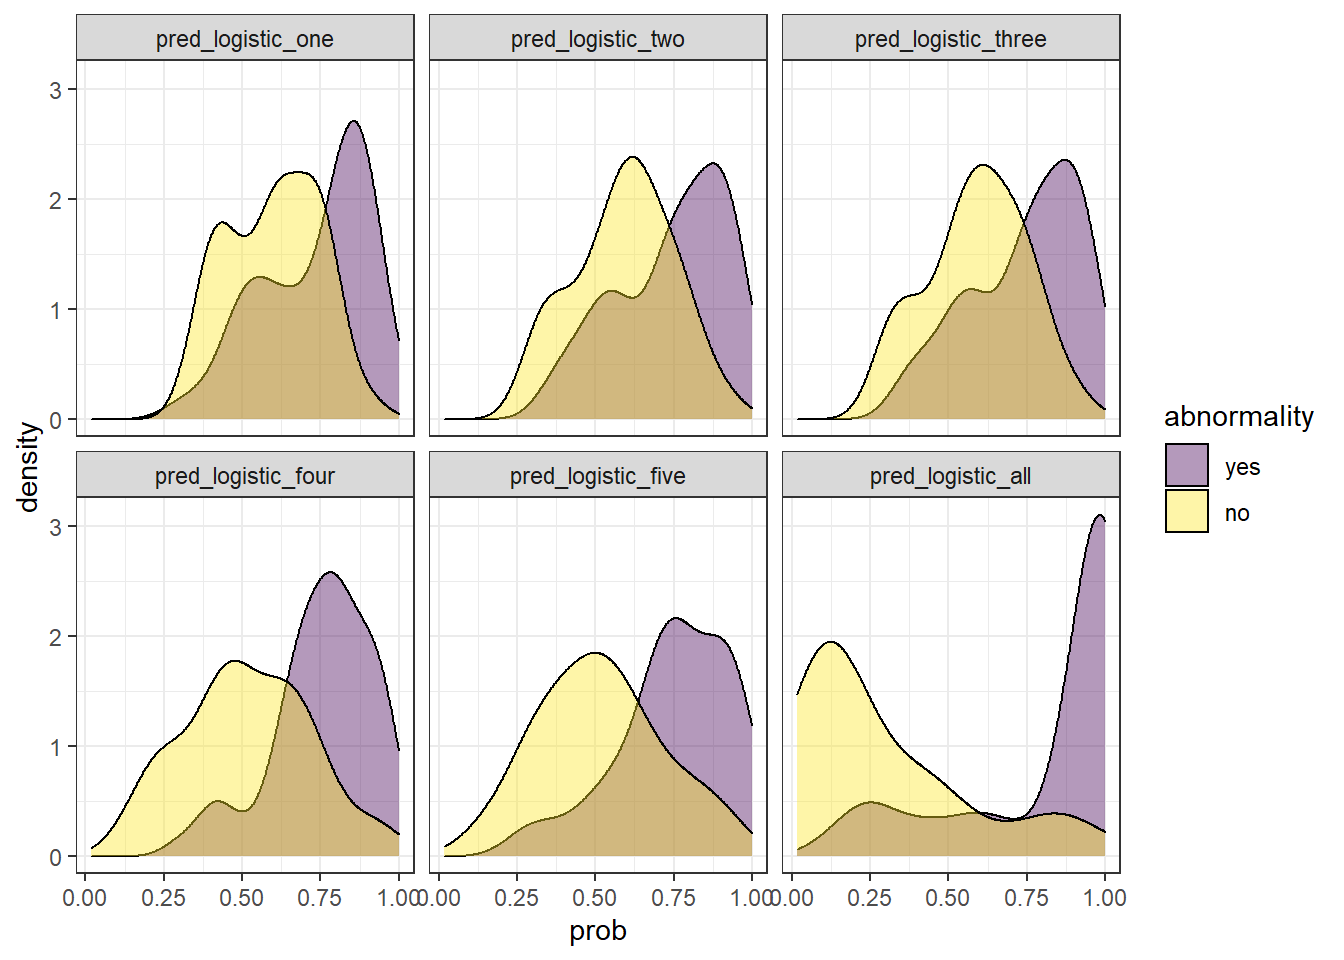 pred_logistic_one
pred_logistic_two
pred_logistic_three
3
2
1
0
density
pred_logistic_four
pred_logistic_five
pred_logistic_all
3
2
1
0
0.00 0.25 0.50 0.75 1.00
0.00 0.25 0.50 0.75 1.00
0.00 0.25 0.50 0.75 1.00
prob
abnormality
yes
no